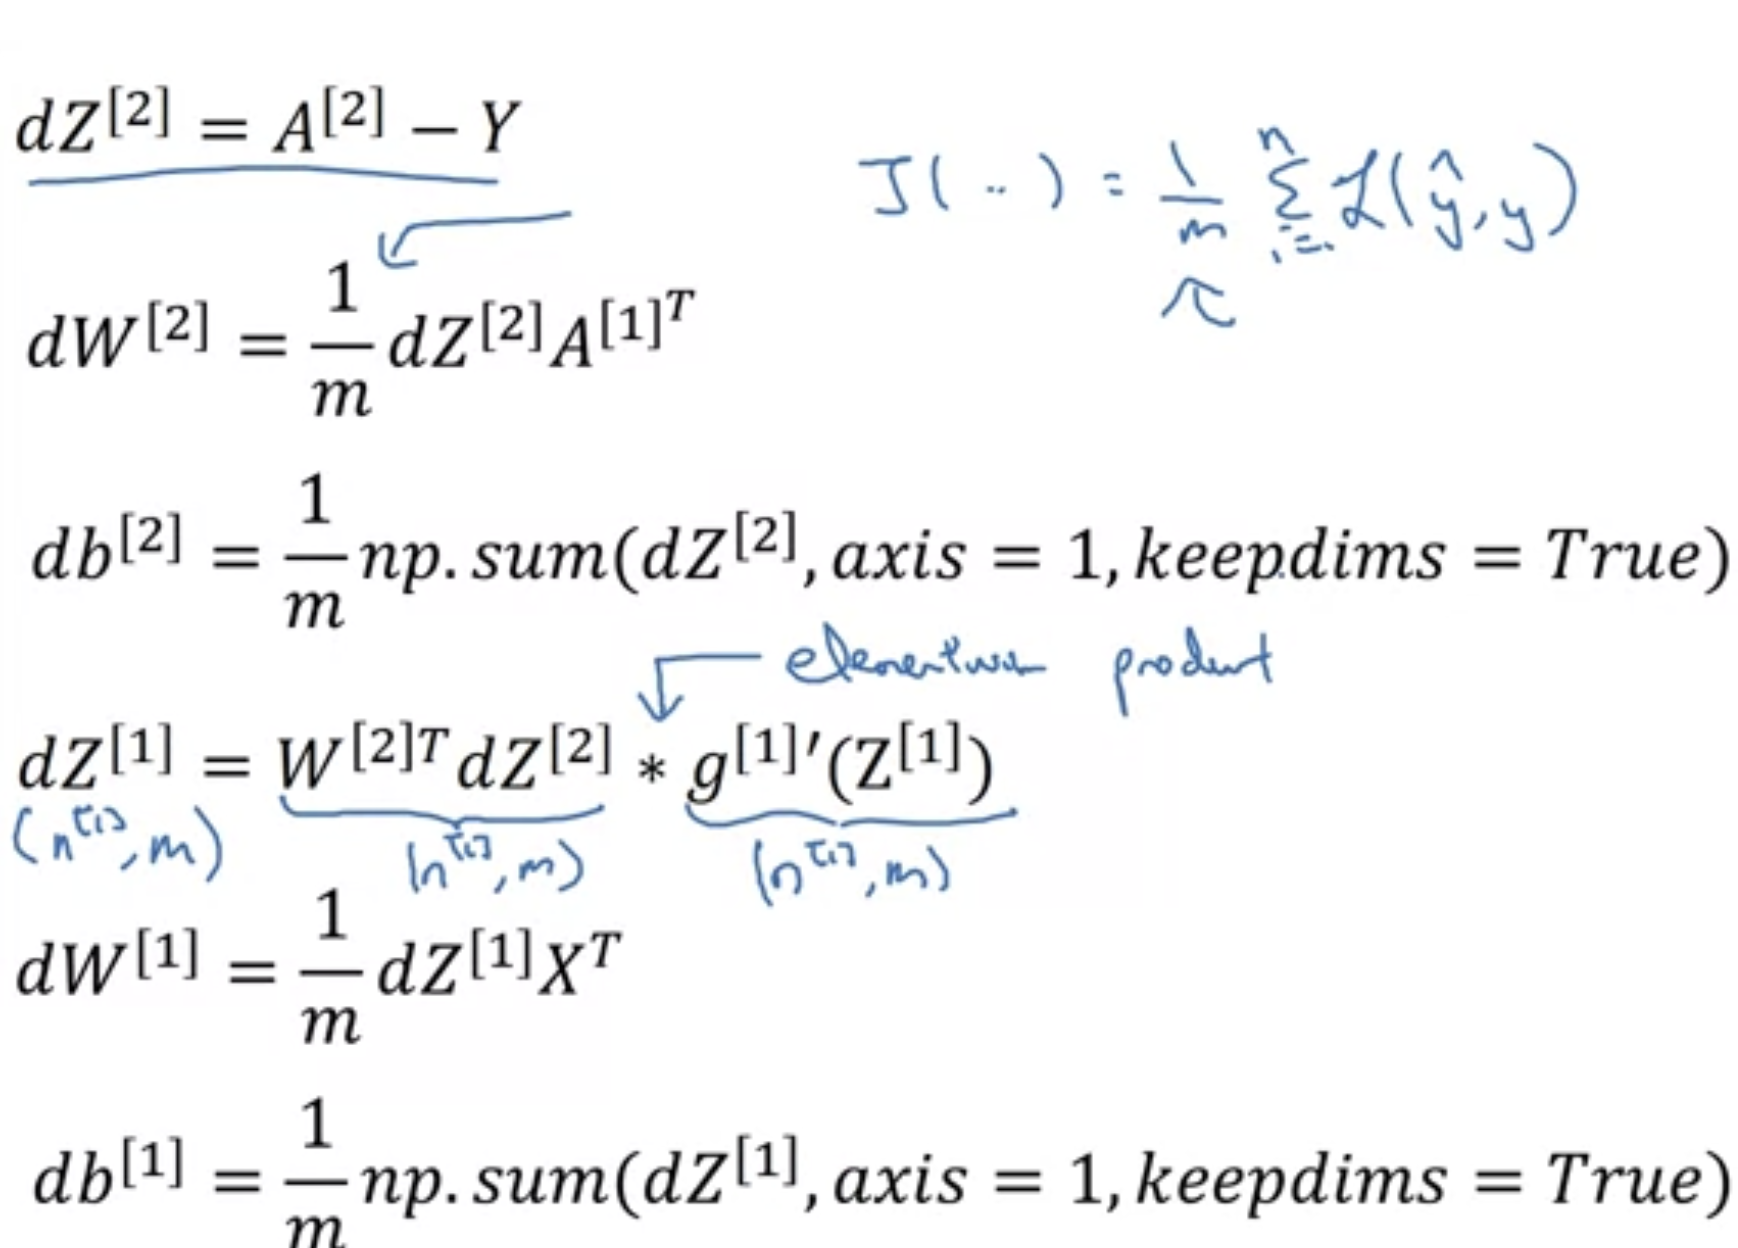 dZ^[2] = A^[2] − Y
J(..) = 1/m Σ_{i=1}^{n} L(ŷ, y)
dW^[2] = 1/m dZ^[2] A^[1]^T
db^[2] = 1/m np.sum(dZ^[2], axis = 1, keepdims = True)
elementwise product
dZ^[1] = W^[2]T dZ^[2] * g^[1]′(Z^[1])
(n^[1], m) (n^[1], m) (n^[1], m)
dW^[1] = 1/m dZ^[1] X^T
db^[1] = 1/m np.sum(dZ^[1], axis = 1, keepdims = True)